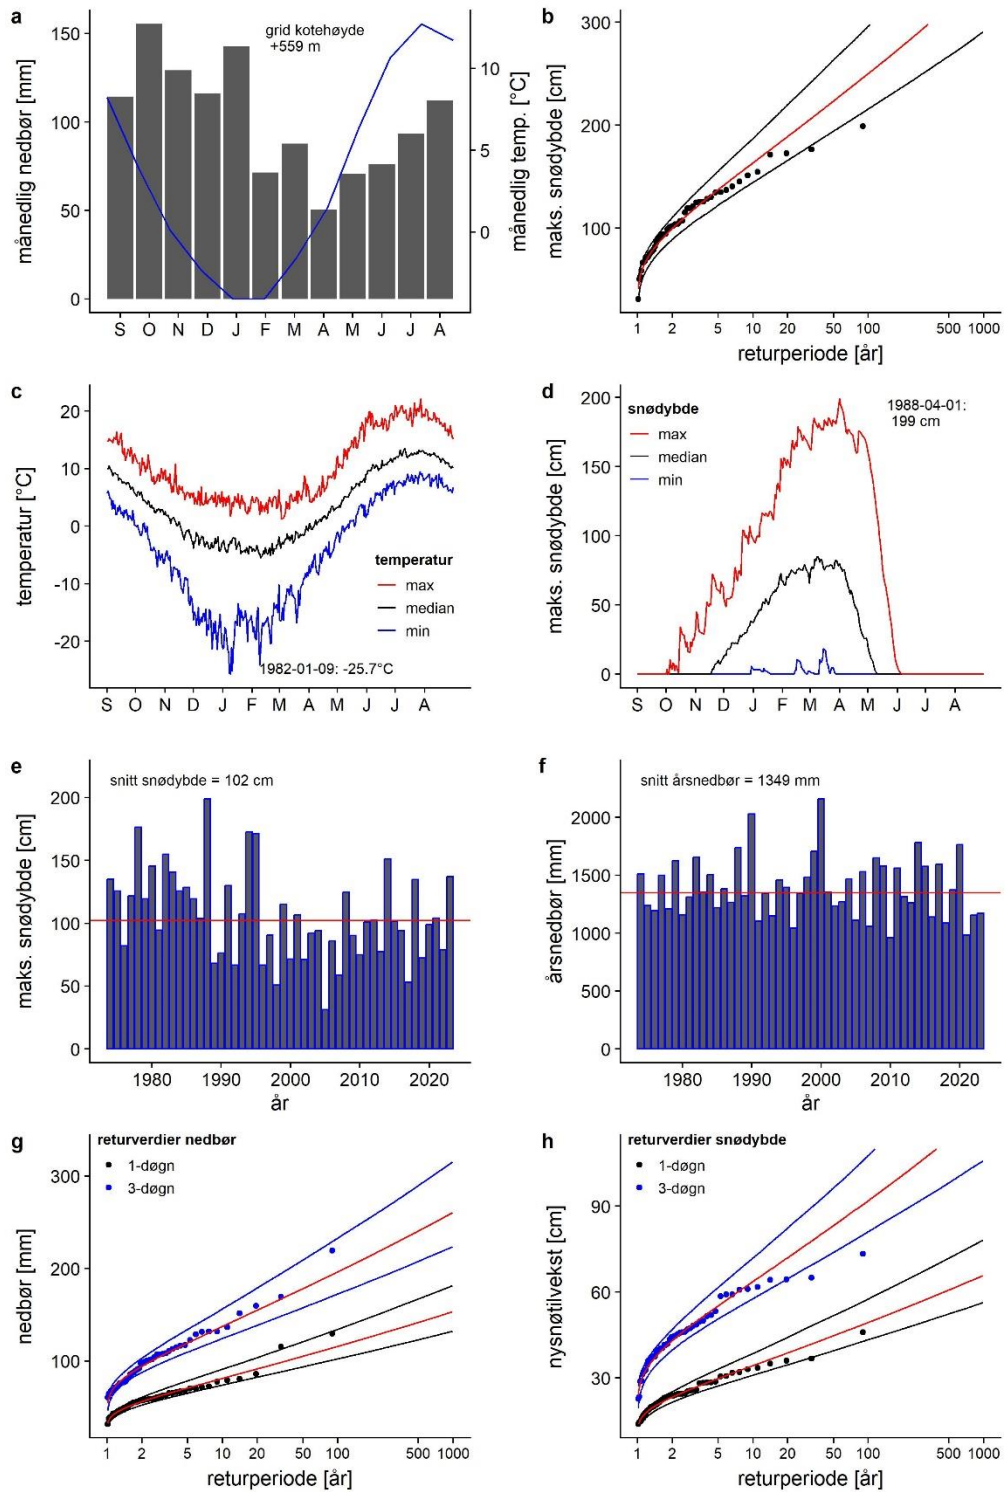 a
månedlig nedbør [mm]
150
100
50
0
grid kotehøyde
+559 m
10
5
0
månedlig temp. [°C]
S O N D J F M A M J J A
b
maks. snødybde [cm]
300
200
100
1 2 5 10 20 50 100 500 1000
returperiode [år]
c
temperatur [°C]
20
10
0
-10
-20
temperatur
max
median
min
1982-01-09: -25.7°C
S O N D J F M A M J J A
d
maks. snødybde [cm]
200
150
100
50
0
snødybde
max
median
min
1988-04-01:
199 cm
S O N D J F M A M J J A
e
maks. snødybde [cm]
snitt snødybde = 102 cm
200
150
100
50
0
1980 1990 2000 2010 2020
år
f
årsnedbør [mm]
snitt årsnedbør = 1349 mm
2000
1500
1000
500
0
1980 1990 2000 2010 2020
år
g
returverdier nedbør
1-døgn
3-døgn
nedbør [mm]
300
200
100
1 2 5 10 20 50 100 500 1000
returperiode [år]
h
returverdier snødybde
1-døgn
3-døgn
nysnøtilvekst [cm]
90
60
30
1 2 5 10 20 50 100 500 1000
returperiode [år]